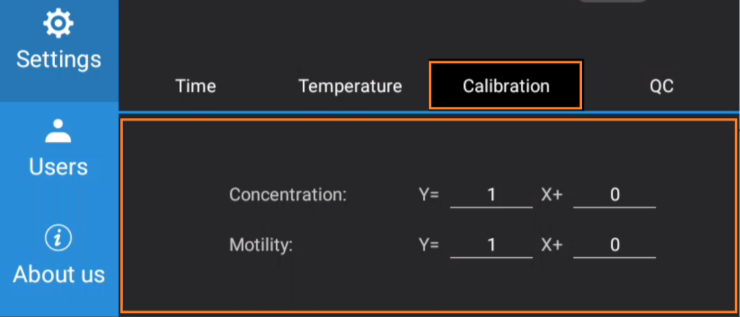 Settings
Time Temperature Calibration QC
Users
Concentration: Y= 1 X+ 0
Motility: Y= 1 X+ 0
i
About us